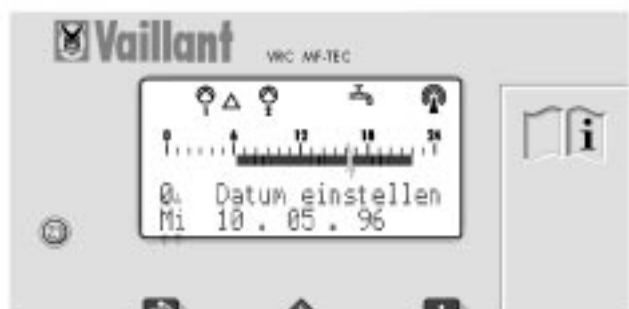 Vaillant
VRC MF-TEC
0 6 12 18 24
0. Datum einstellen
Mi 10 . 05 . 96
i